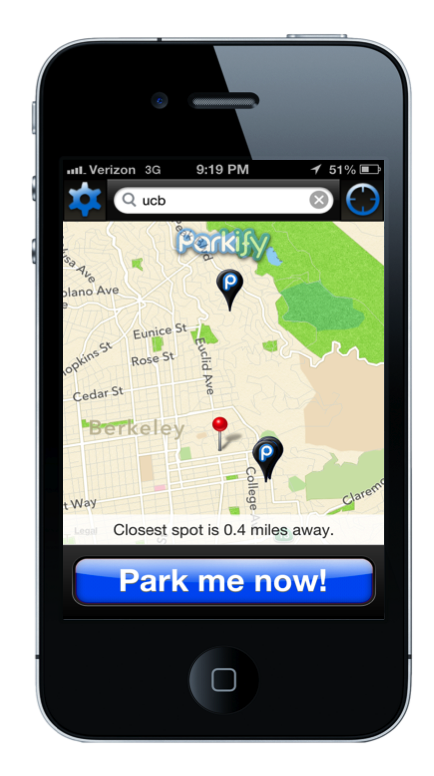 Verizon 3G 9:19 PM 51%
ucb
Parkify
P
Ave
olano Ave
Eunice St
opkins St
Rose St
Euclid Ave
Cedar St
Berkeley
P
College A
Claremo
t Way
Legal
Closest spot is 0.4 miles away.
Park me now!